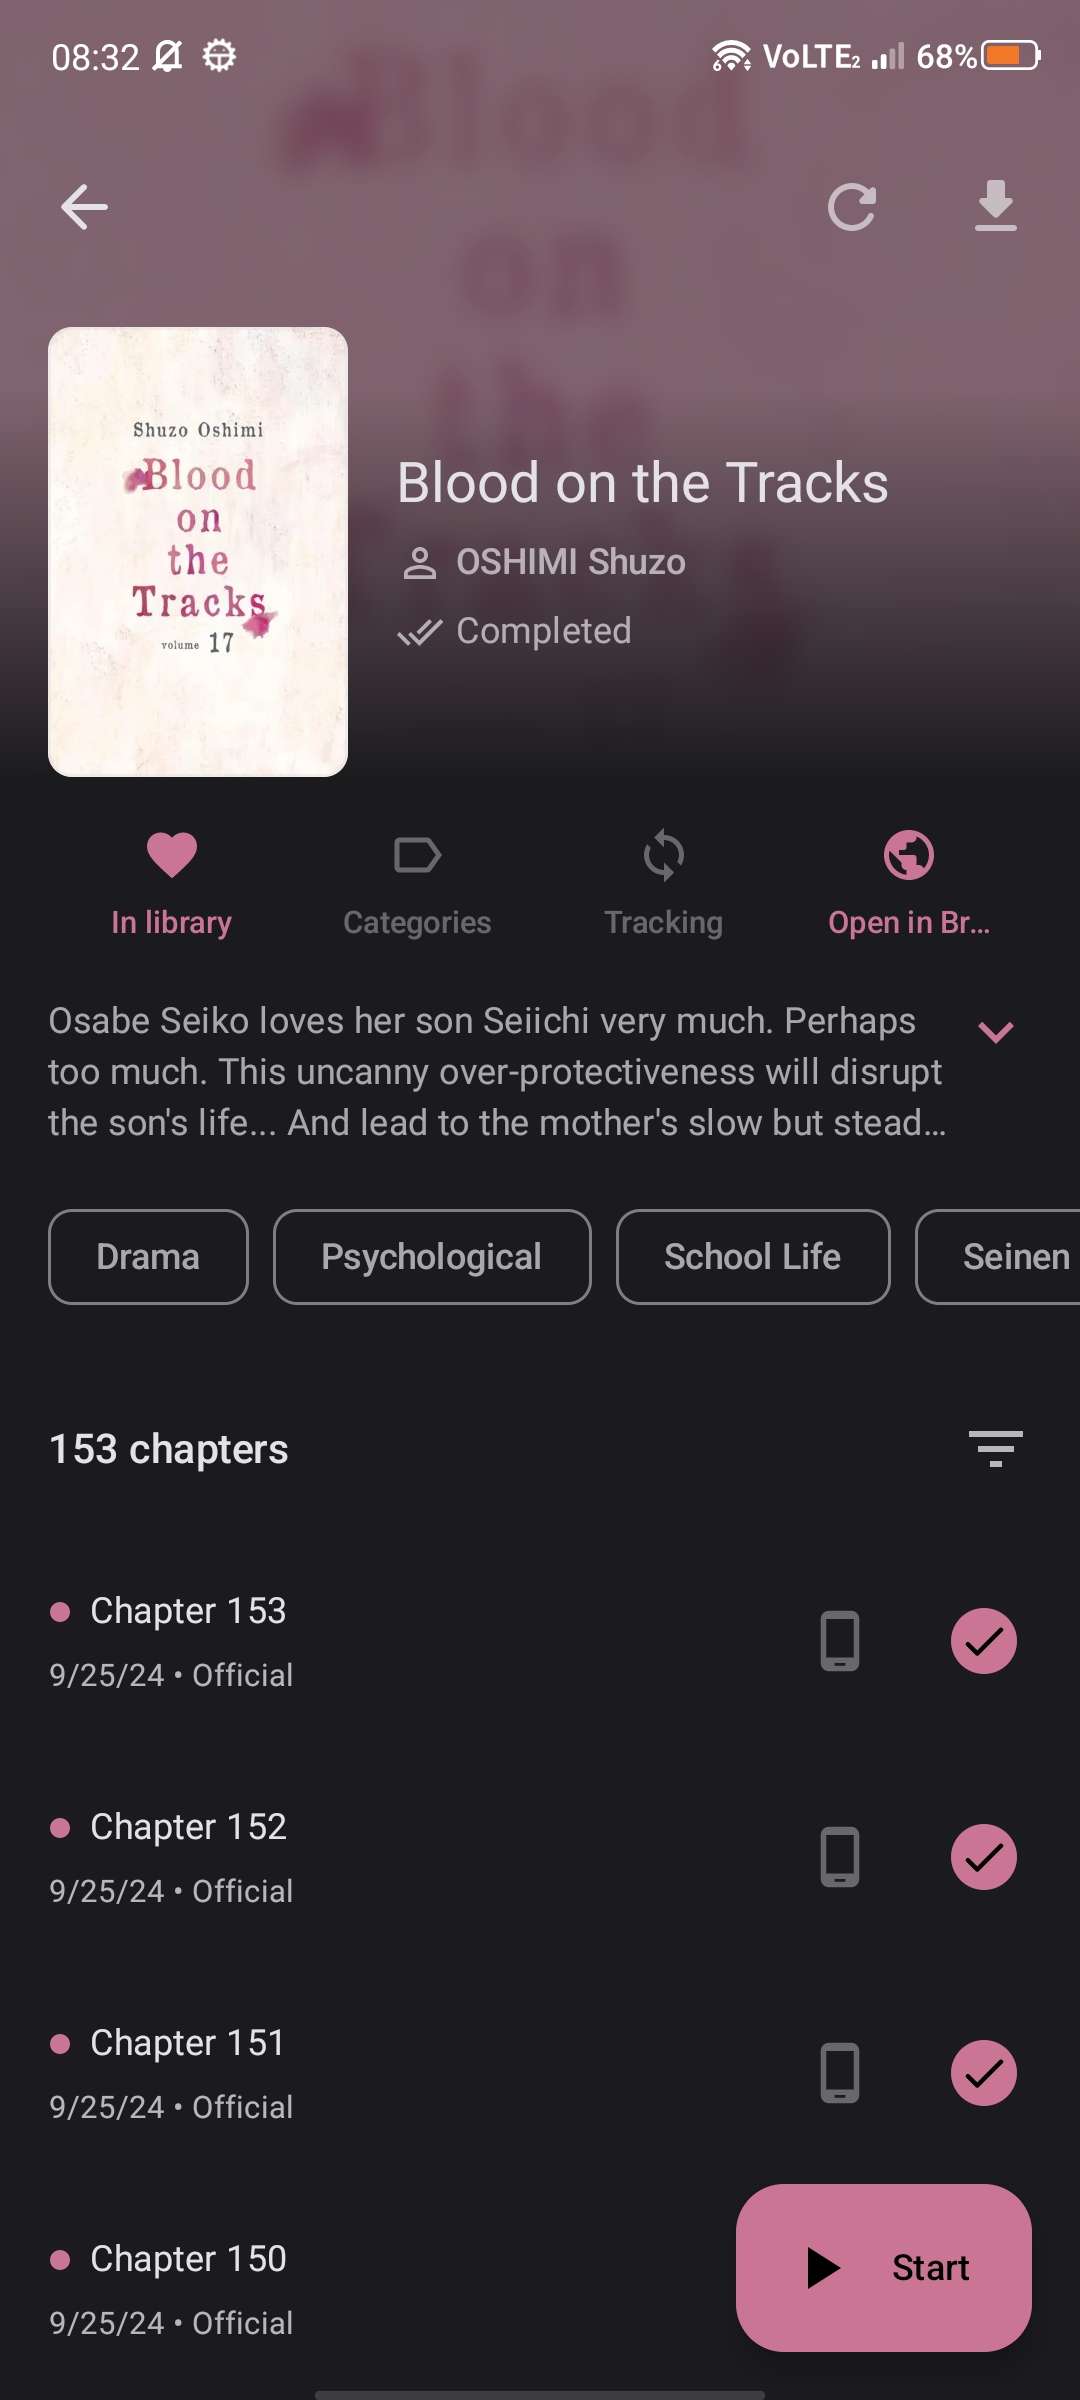 08:32 VoLTE2 68%
Shuzo Oshimi
Blood
on
the
Tracks
volume 17
Blood on the Tracks
OSHIMI Shuzo
Completed
In library
Categories
Tracking
Open in Br...
Osabe Seiko loves her son Seiichi very much. Perhaps
too much. This uncanny over-protectiveness will disrupt
the son's life... And lead to the mother's slow but stead...
Drama
Psychological
School Life
Seinen
153 chapters
Chapter 153
9/25/24 • Official
Chapter 152
9/25/24 • Official
Chapter 151
9/25/24 • Official
Chapter 150
9/25/24 • Official
Start